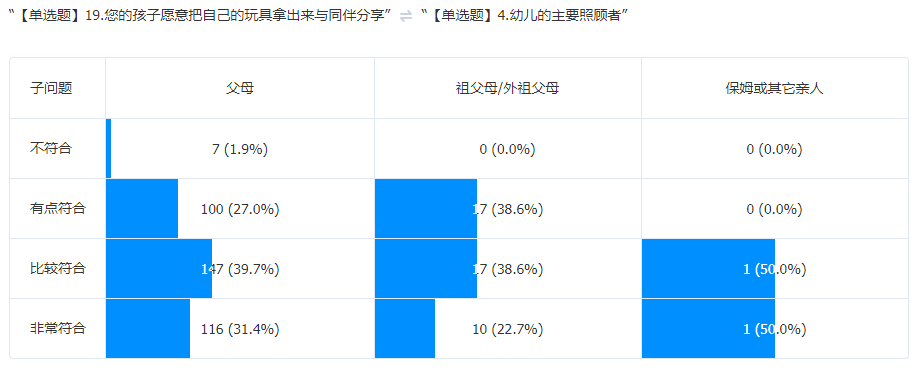 “【单选题】19.您的孩子愿意把自己的玩具拿出来与同伴分享” ⇌ “【单选题】4.幼儿的主要照顾者”
子问题 父母 祖父母/外祖父母 保姆或其它亲人
不符合 7 (1.9%) 0 (0.0%) 0 (0.0%)
有点符合 100 (27.0%) 17 (38.6%) 0 (0.0%)
比较符合 147 (39.7%) 17 (38.6%) 1 (50.0%)
非常符合 116 (31.4%) 10 (22.7%) 1 (50.0%)